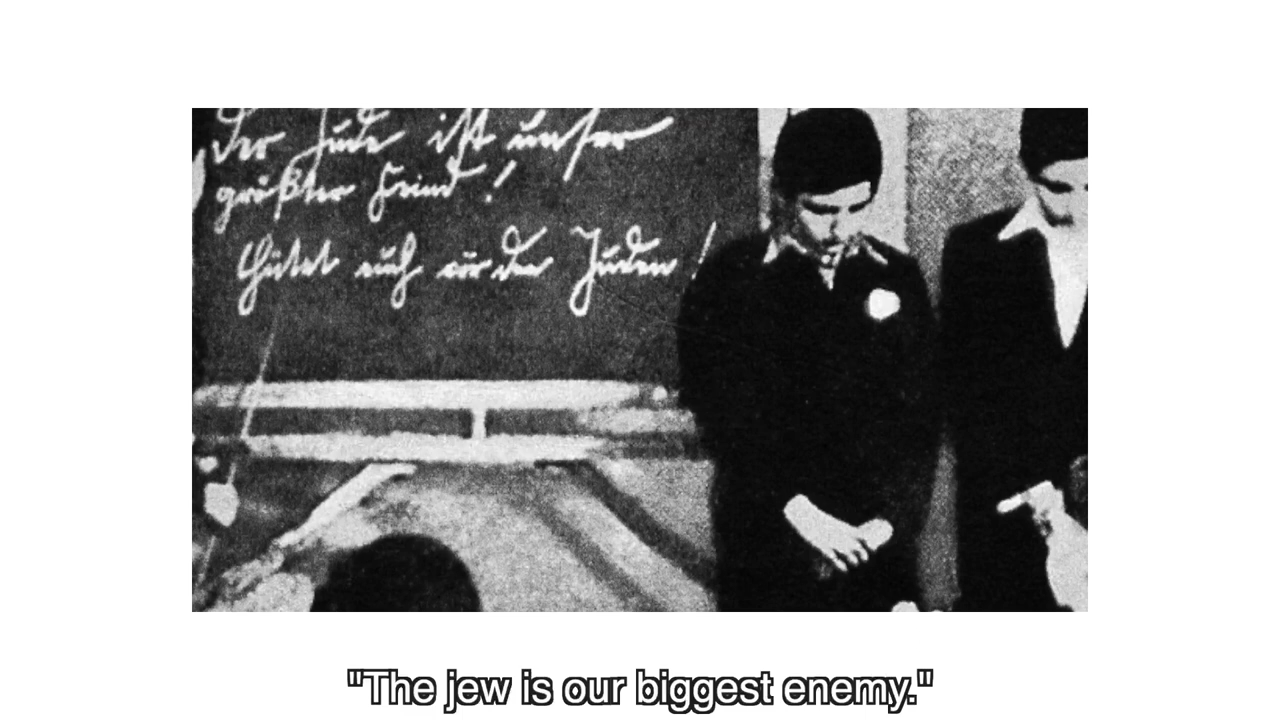 Der Jude ist unser
größter Feind!
Hütet euch vor den Juden!
"The jew is our biggest enemy."